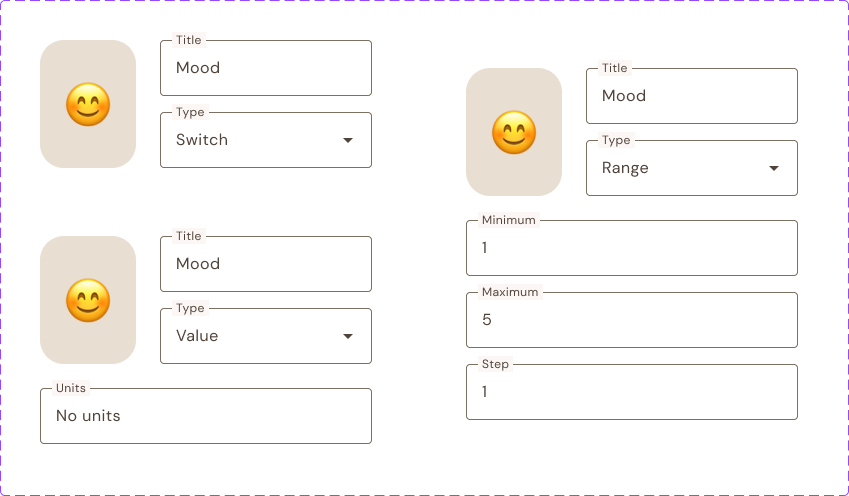 Title
Mood
Type
Switch
Title
Mood
Type
Value
Units
No units
Title
Mood
Type
Range
Minimum
1
Maximum
5
Step
1